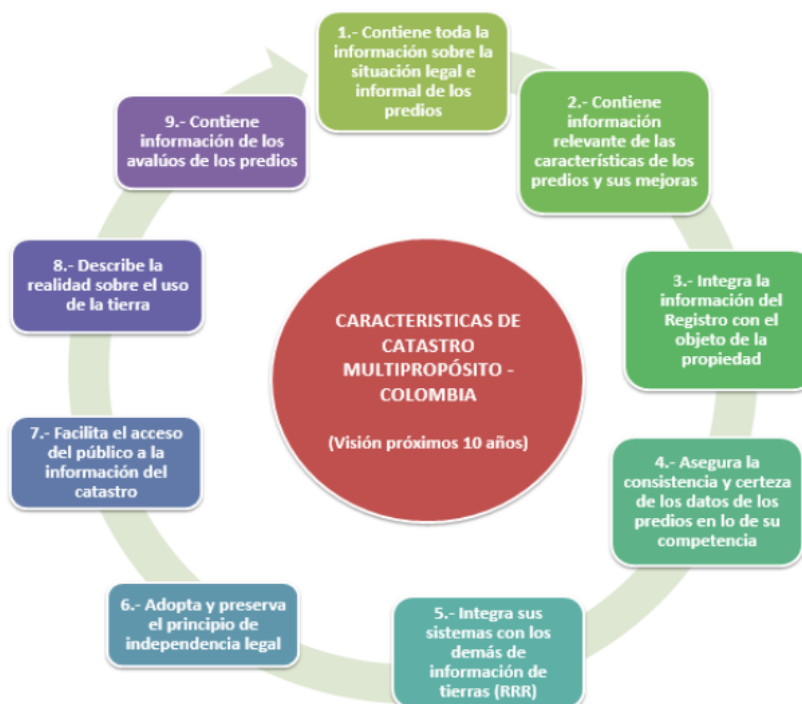 1.- Contiene toda la
información sobre la
situación legal e
informal de los
predios
2.- Contiene
información
relevante de las
características de los
predios y sus mejoras
3.- Integra la
información del
Registro con el
objeto de la
propiedad
4.- Asegura la
consistencia y certeza
de los datos de los
predios en lo de su
competencia
5.- Integra sus
sistemas con los
demás de
información de
tierras (RRR)
6.- Adopta y preserva
el principio de
independencia legal
7.- Facilita el acceso
del público a la
información del
catastro
8.- Describe la
realidad sobre el uso
de la tierra
9.- Contiene
información de los
avalúos de los predios
CARACTERISTICAS DE
CATASTRO
MULTIPROPÓSITO -
COLOMBIA
(Visión próximos 10 años)